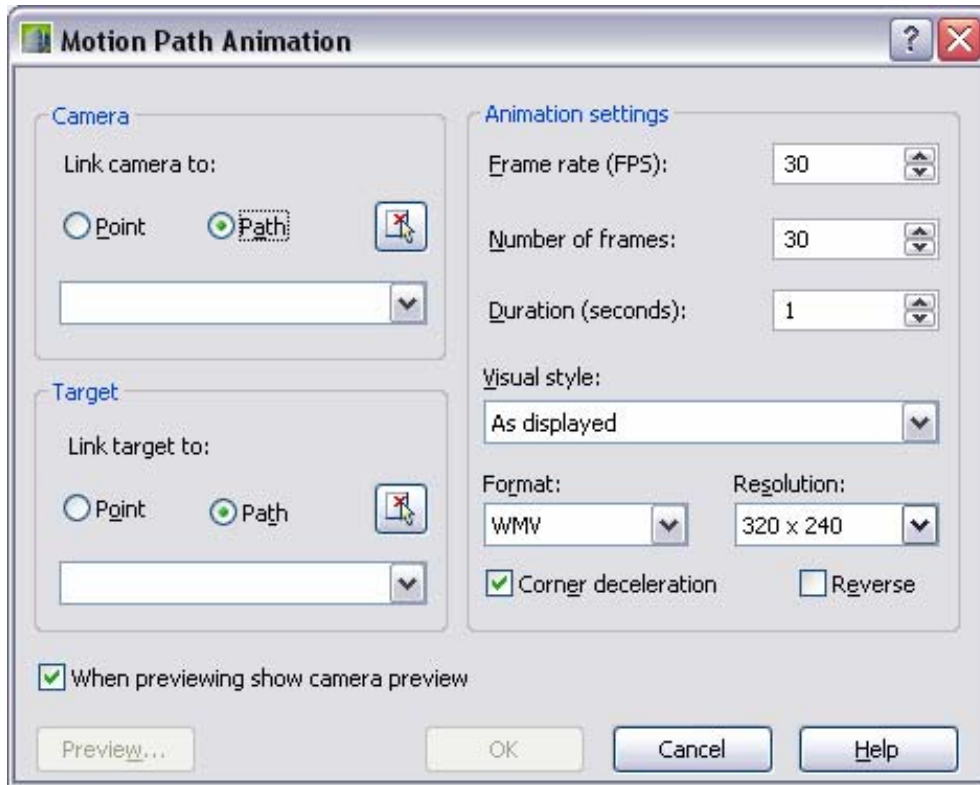 Motion Path Animation
Camera
Link camera to:
Point
Path
Target
Link target to:
Point
Path
Animation settings
Frame rate (FPS):
30
Number of frames:
30
Duration (seconds):
1
Visual style:
As displayed
Format:
Resolution:
WMV
320 x 240
Corner deceleration
Reverse
When previewing show camera preview
Preview...
OK
Cancel
Help